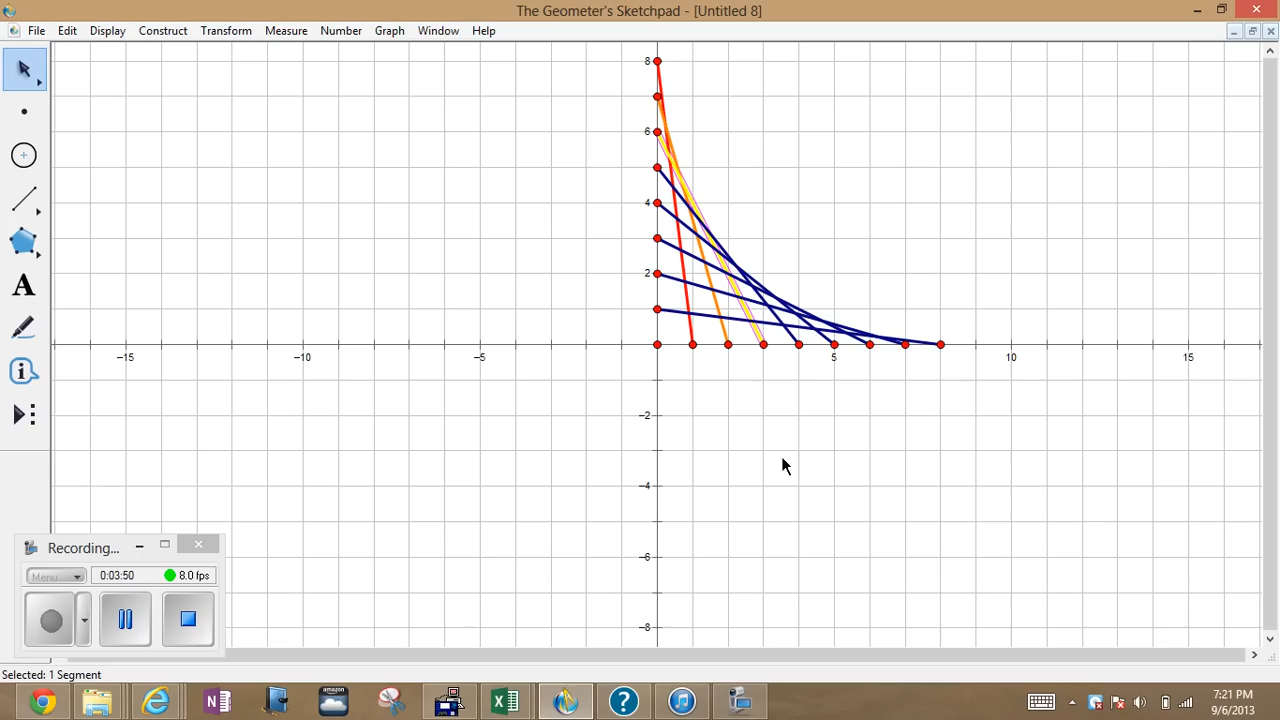 The Geometer's Sketchpad - [Untitled 8]
File Edit Display Construct Transform Measure Number Graph Window Help
8
6
4
2
−15 −10 −5 5 10 15
−2
−4
−6
−8
A
Recording...
Menu 0:03:50 8.0 fps
Selected: 1 Segment
amazon
7:21 PM
9/6/2013